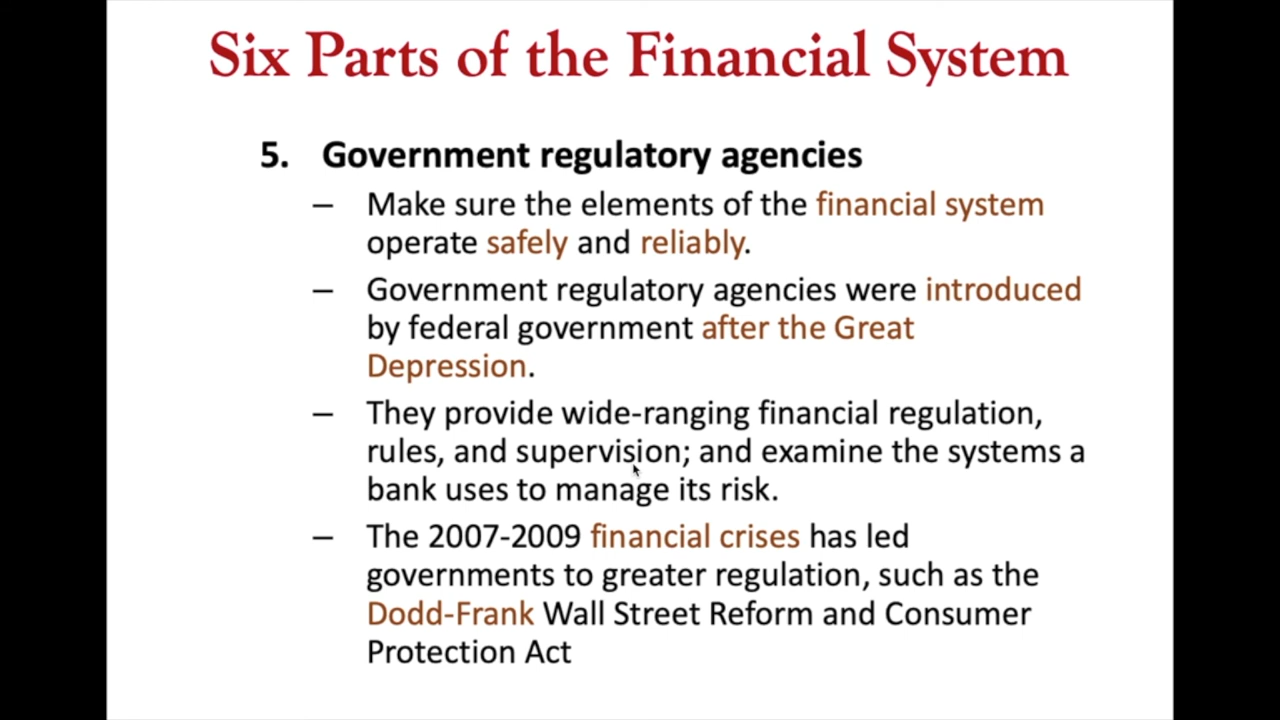 Six Parts of the Financial System
5. Government regulatory agencies
– Make sure the elements of the financial system
operate safely and reliably.
– Government regulatory agencies were introduced
by federal government after the Great
Depression.
– They provide wide-ranging financial regulation,
rules, and supervision; and examine the systems a
bank uses to manage its risk.
– The 2007-2009 financial crises has led
governments to greater regulation, such as the
Dodd-Frank Wall Street Reform and Consumer
Protection Act